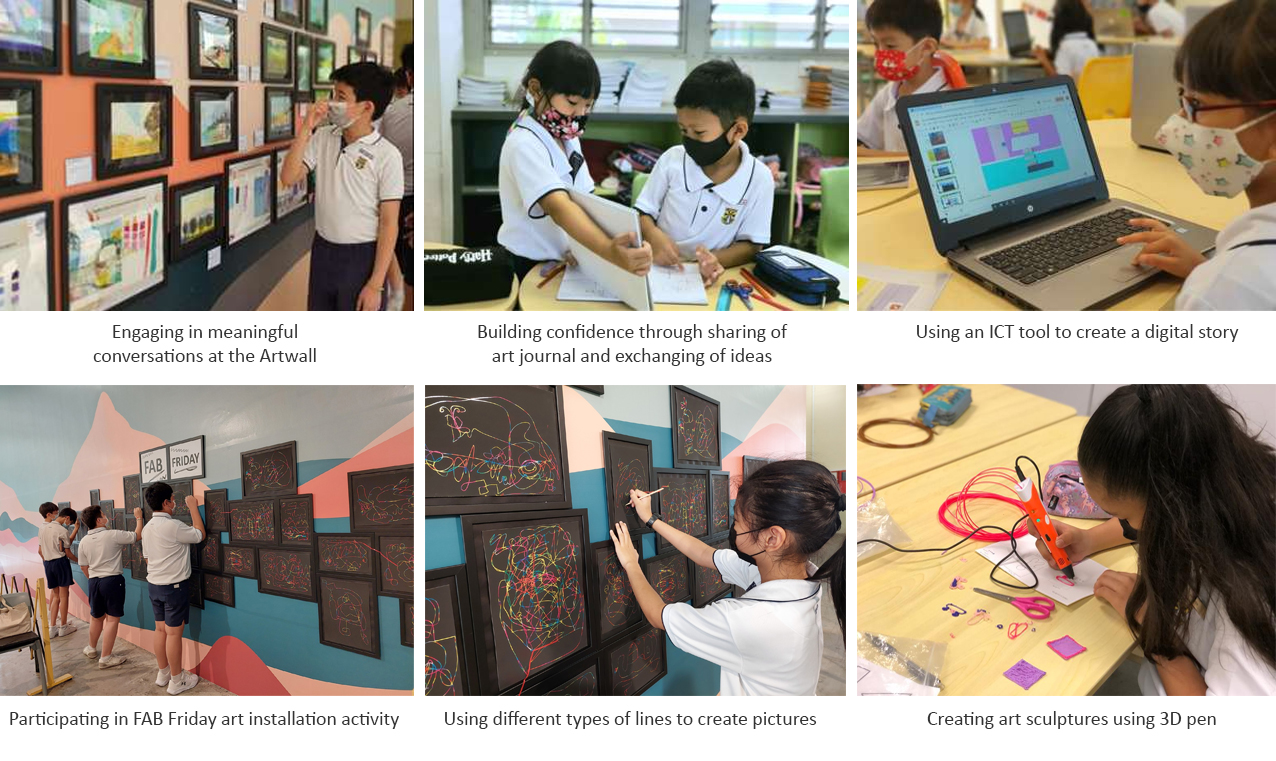 Harry Potter
Engaging in meaningful
conversations at the Artwall
Building confidence through sharing of
art journal and exchanging of ideas
Using an ICT tool to create a digital story
FAB
FRIDAY
Participating in FAB Friday art installation activity
Using different types of lines to create pictures
Creating art sculptures using 3D pen